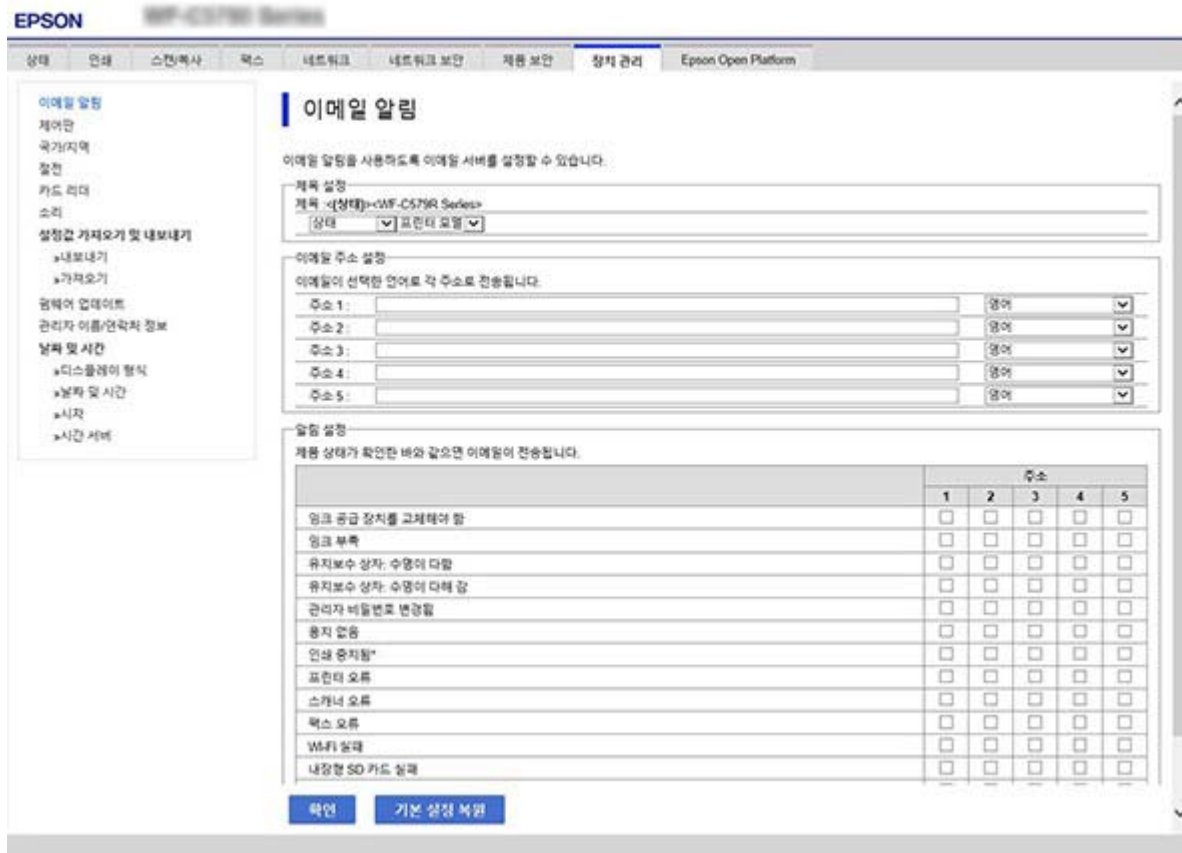 EPSON WF-C5790 Series
상태 인쇄 스캔/복사 팩스 네트워크 네트워크 보안 제품 보안 장치 관리 Epson Open Platform
이메일 알림
제어판
국가/지역
절전
카드 리더
소리
설정값 가져오기 및 내보내기
»내보내기
»가져오기
펌웨어 업데이트
관리자 이름/연락처 정보
날짜 및 시간
»디스플레이 형식
»날짜 및 시간
»시차
»시간 서버
이메일 알림
이메일 알림을 사용하도록 이메일 서버를 설정할 수 있습니다.
제목 설정
제목 :<(상태)><WF-C579R Series>
상태 프린터 모델
이메일 주소 설정
이메일이 선택한 언어로 각 주소로 전송됩니다.
주소 1 : 영어
주소 2 : 영어
주소 3 : 영어
주소 4 : 영어
주소 5 : 영어
알림 설정
제품 상태가 확인한 바와 같으면 이메일이 전송됩니다.
주소
1 2 3 4 5
잉크 공급 장치를 교체해야 함
잉크 부족
유지보수 상자: 수명이 다함
유지보수 상자: 수명이 다해 감
관리자 비밀번호 변경됨
용지 없음
인쇄 중지됨*
프린터 오류
스캐너 오류
팩스 오류
Wi-Fi 실패
내장형 SD 카드 실패
확인 기본 설정 복원